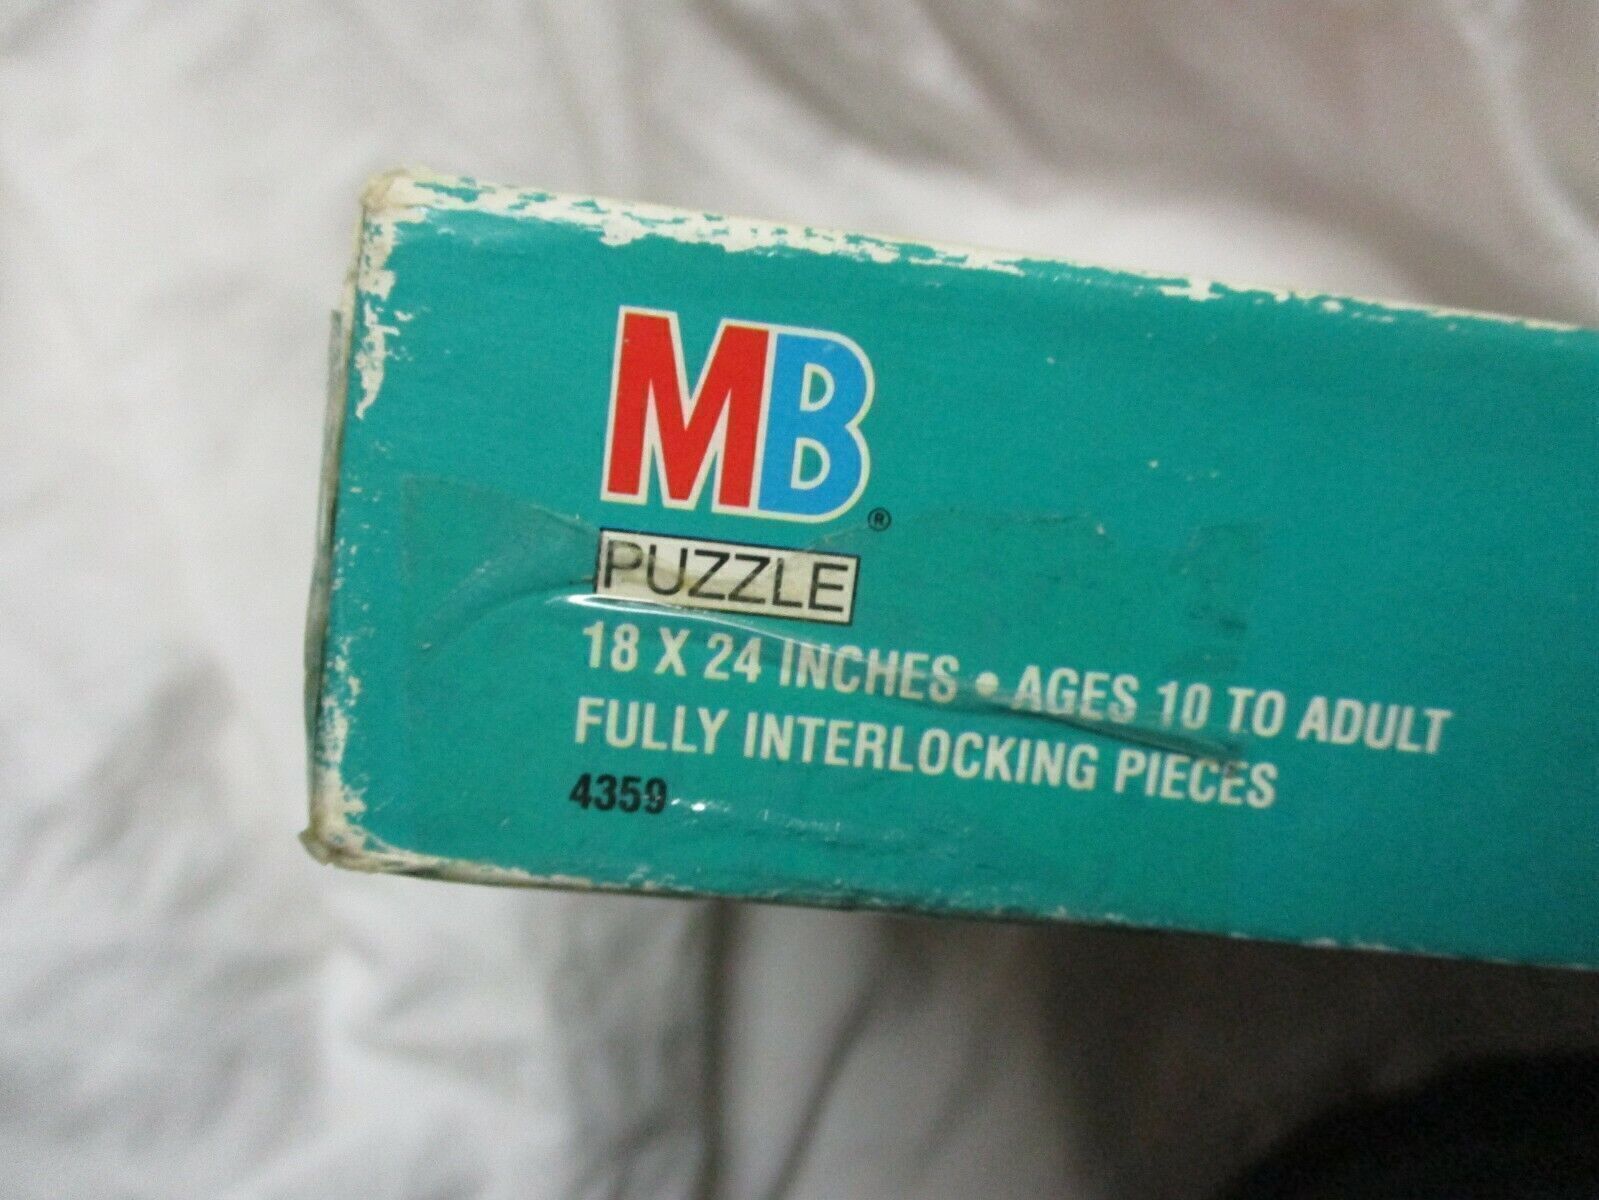 MB®
PUZZLE
18 X 24 INCHES • AGES 10 TO ADULT
FULLY INTERLOCKING PIECES
4359